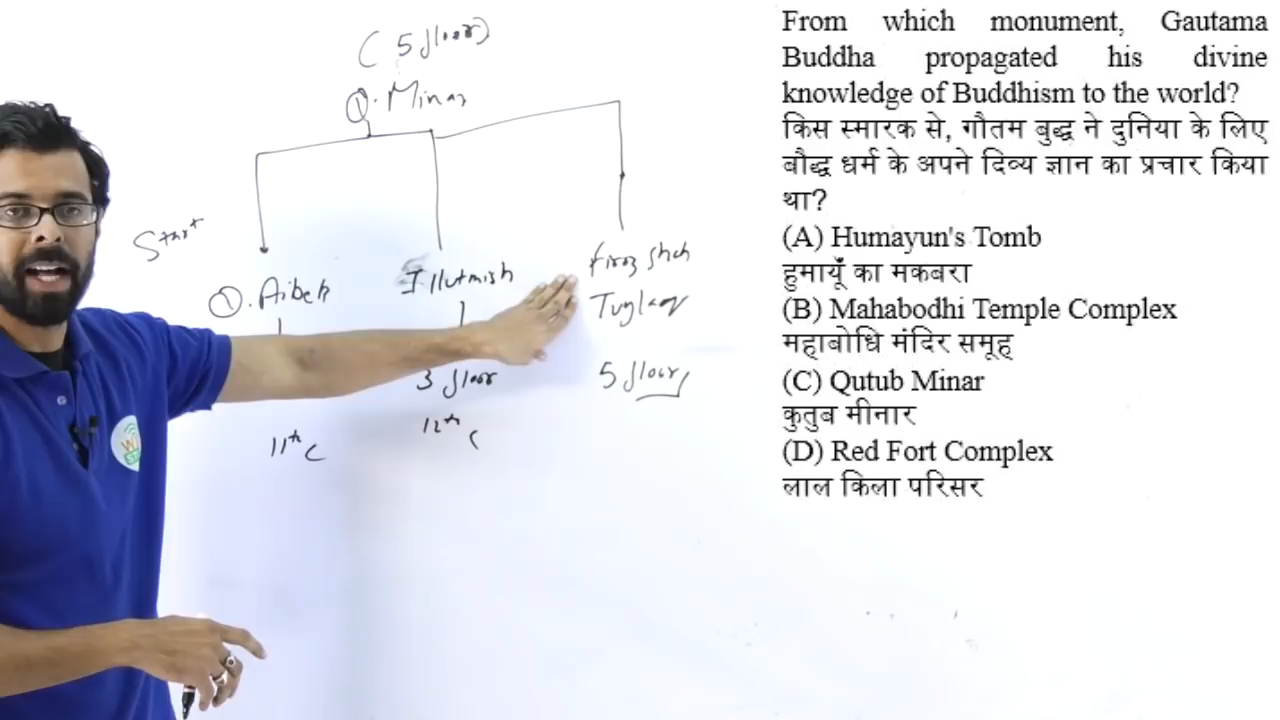 ( 5 floor)
Q. Minar
Start
Q. Aibek
Illutmish
firoz Shah
Tuglaq
3 floor
5 floor
11th C
12th C
From which monument, Gautama
Buddha propagated his divine
knowledge of Buddhism to the world?
किस स्मारक से, गौतम बुद्ध ने दुनिया के लिए
बौद्ध धर्म के अपने दिव्य ज्ञान का प्रचार किया
था?
(A) Humayun's Tomb
हुमायूँ का मकबरा
(B) Mahabodhi Temple Complex
महाबोधि मंदिर समूह
(C) Qutub Minar
कुतुब मीनार
(D) Red Fort Complex
लाल किला परिसर